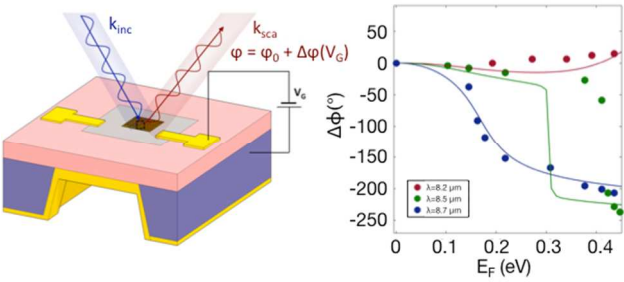 k_inc
k_sca
φ = φ₀ + Δφ(V_G)
V_G
50
0
-50
-100
-150
-200
-250
Δϕ(°)
λ=8.2 μm
λ=8.5 μm
λ=8.7 μm
0 0.1 0.2 0.3 0.4
E_F (eV)